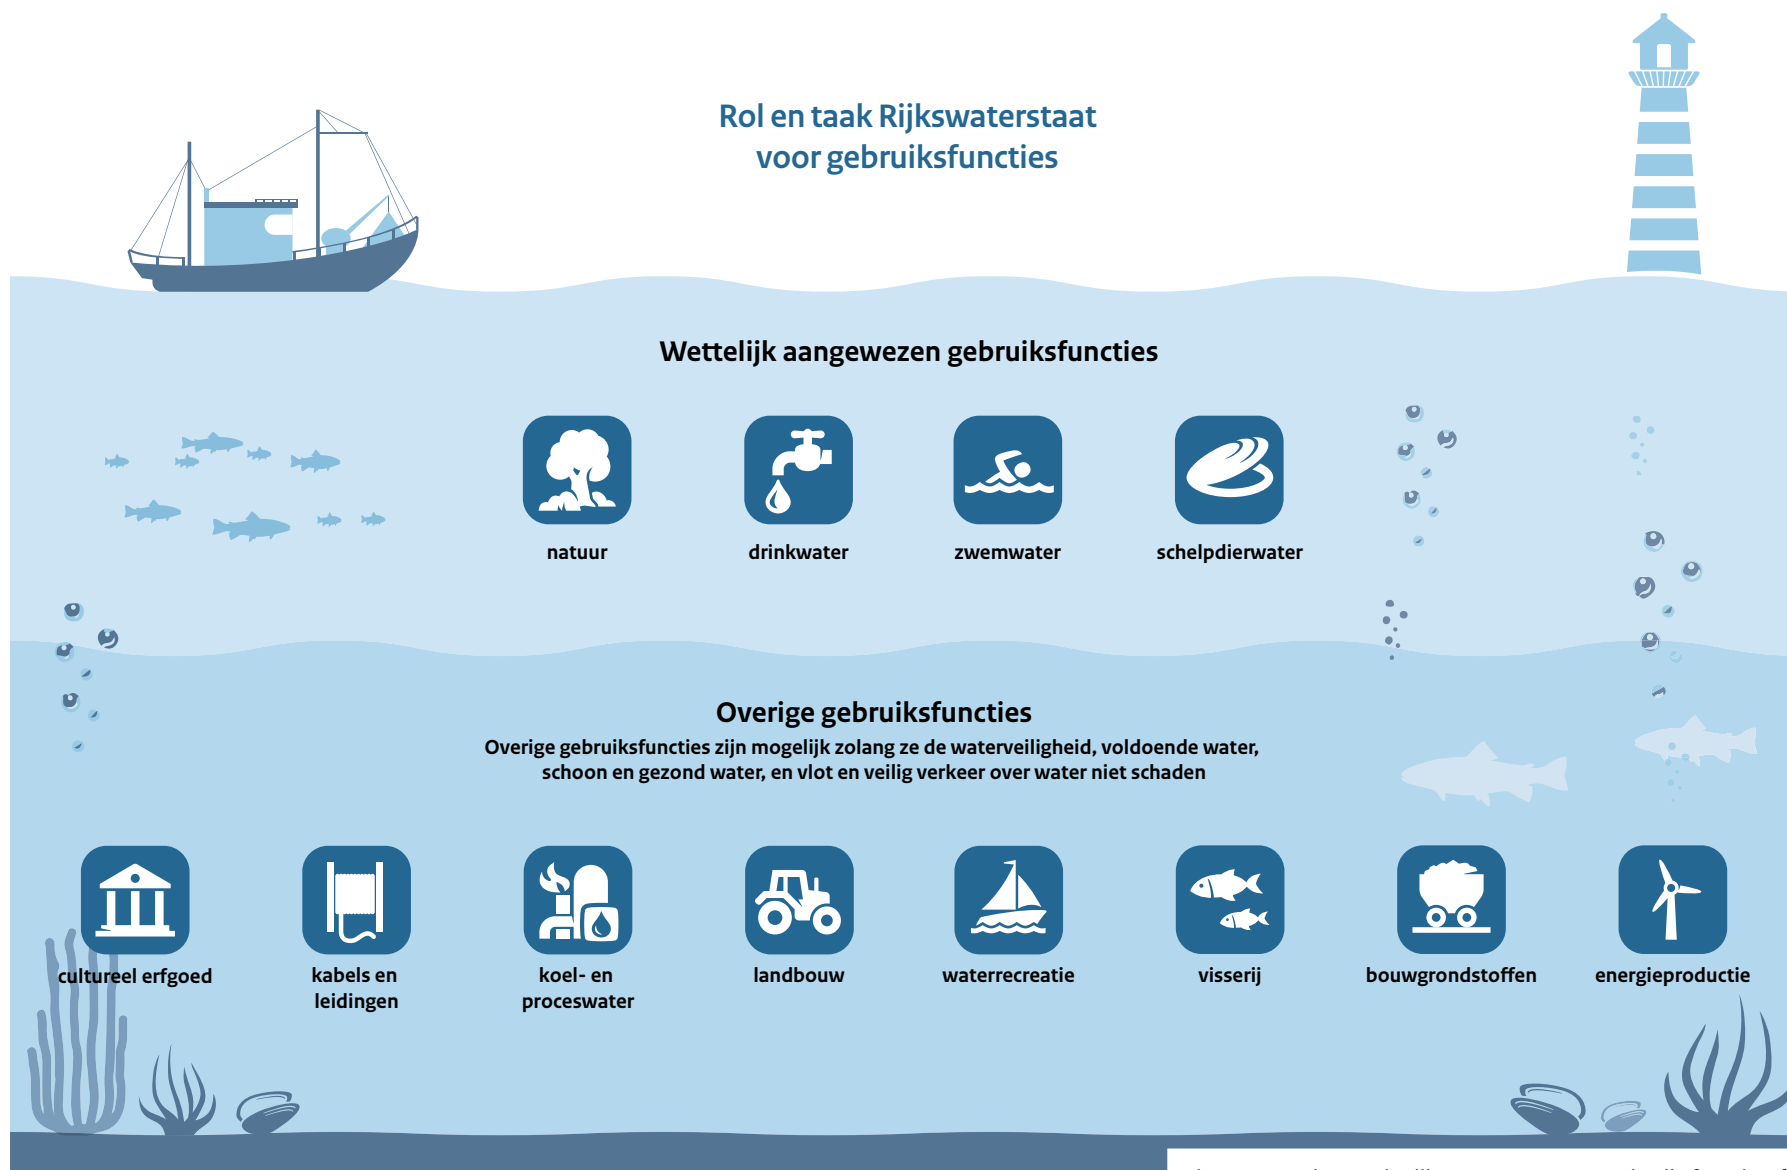 Rol en taak Rijkswaterstaat
voor gebruiksfuncties
Wettelijk aangewezen gebruiksfuncties
natuur
drinkwater
zwemwater
schelpdierwater
Overige gebruiksfuncties
Overige gebruiksfuncties zijn mogelijk zolang ze de waterveiligheid, voldoende water,
schoon en gezond water, en vlot en veilig verkeer over water niet schaden
cultureel erfgoed
kabels en
leidingen
koel- en
proceswater
landbouw
waterrecreatie
visserij
bouwgrondstoffen
energieproductie